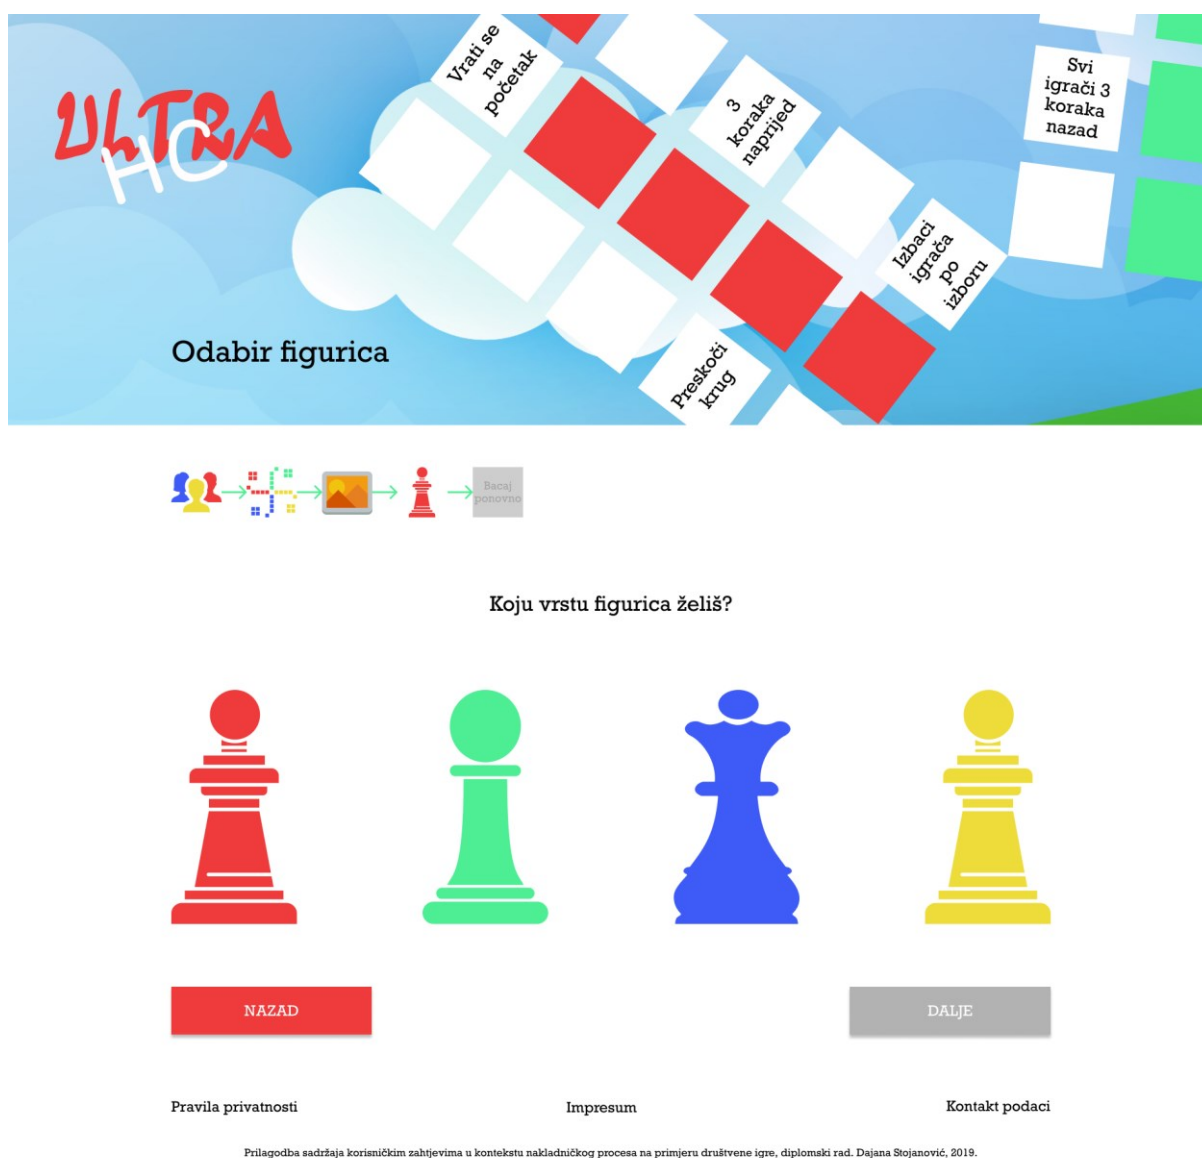 ULTRA
HC
Vrati se
na
početak
3
koraka
naprijed
Svi
igrači 3
koraka
nazad
Izbaci
igrača
po
izboru
Preskoči
krug
Odabir figurica
Bacaj
ponovno
Koju vrstu figurica želiš?
NAZAD
DALJE
Pravila privatnosti
Impresum
Kontakt podaci
Prilagodba sadržaja korisničkim zahtjevima u kontekstu nakladničkog procesa na primjeru društvene igre, diplomski rad. Dajana Stojanović, 2019.